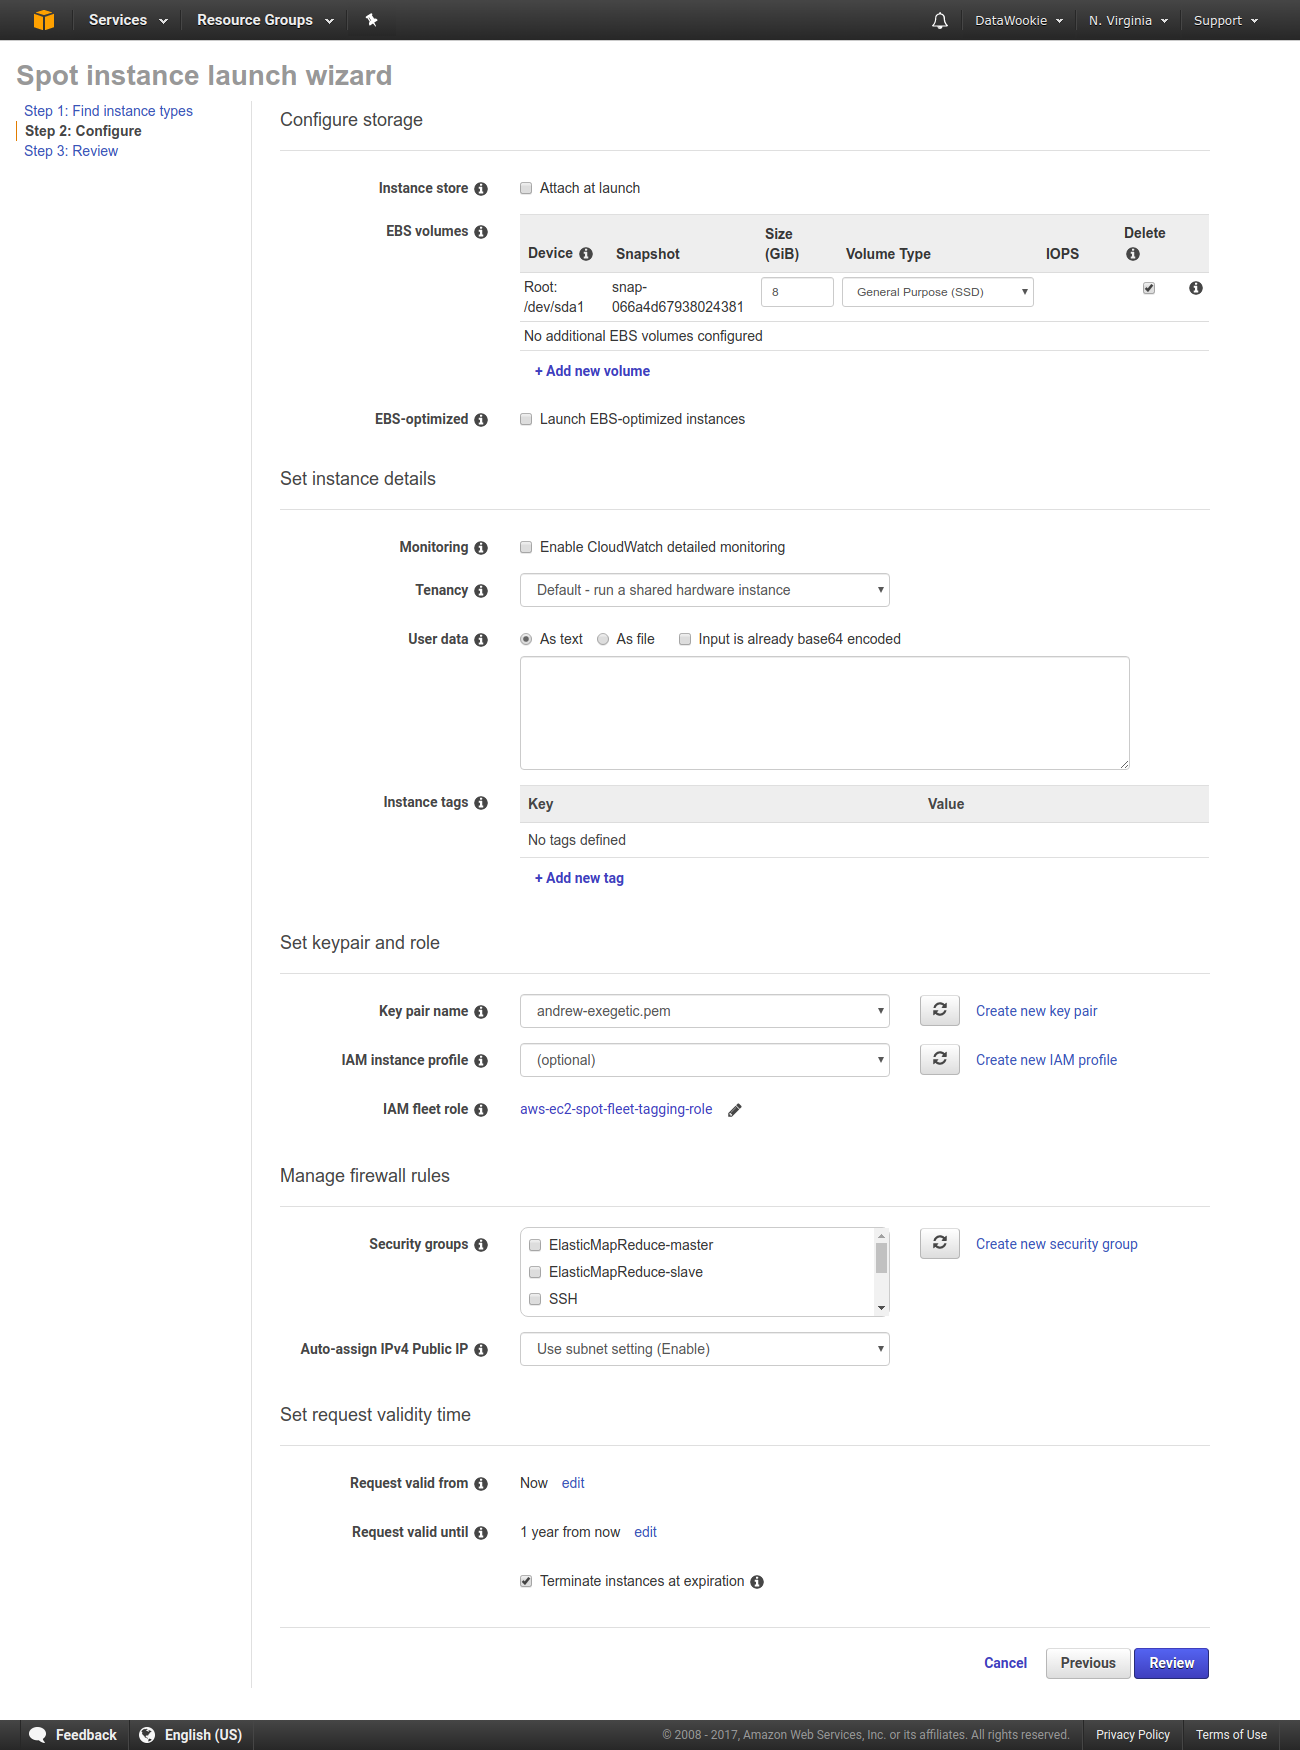 Services Resource Groups DataWookie N. Virginia Support
Spot instance launch wizard
Step 1: Find instance types
Step 2: Configure
Step 3: Review
Configure storage
Instance store Attach at launch
EBS volumes
Device Snapshot Size (GiB) Volume Type IOPS Delete
Root: /dev/sda1 snap-066a4d67938024381 8 General Purpose (SSD)
No additional EBS volumes configured
+ Add new volume
EBS-optimized Launch EBS-optimized instances
Set instance details
Monitoring Enable CloudWatch detailed monitoring
Tenancy Default - run a shared hardware instance
User data As text As file Input is already base64 encoded
Instance tags Key Value
No tags defined
+ Add new tag
Set keypair and role
Key pair name andrew-exegetic.pem Create new key pair
IAM instance profile (optional) Create new IAM profile
IAM fleet role aws-ec2-spot-fleet-tagging-role
Manage firewall rules
Security groups ElasticMapReduce-master Create new security group
ElasticMapReduce-slave
SSH
Auto-assign IPv4 Public IP Use subnet setting (Enable)
Set request validity time
Request valid from Now edit
Request valid until 1 year from now edit
Terminate instances at expiration
Cancel Previous Review
Feedback English (US) © 2008 - 2017, Amazon Web Services, Inc. or its affiliates. All rights reserved. Privacy Policy Terms of Use